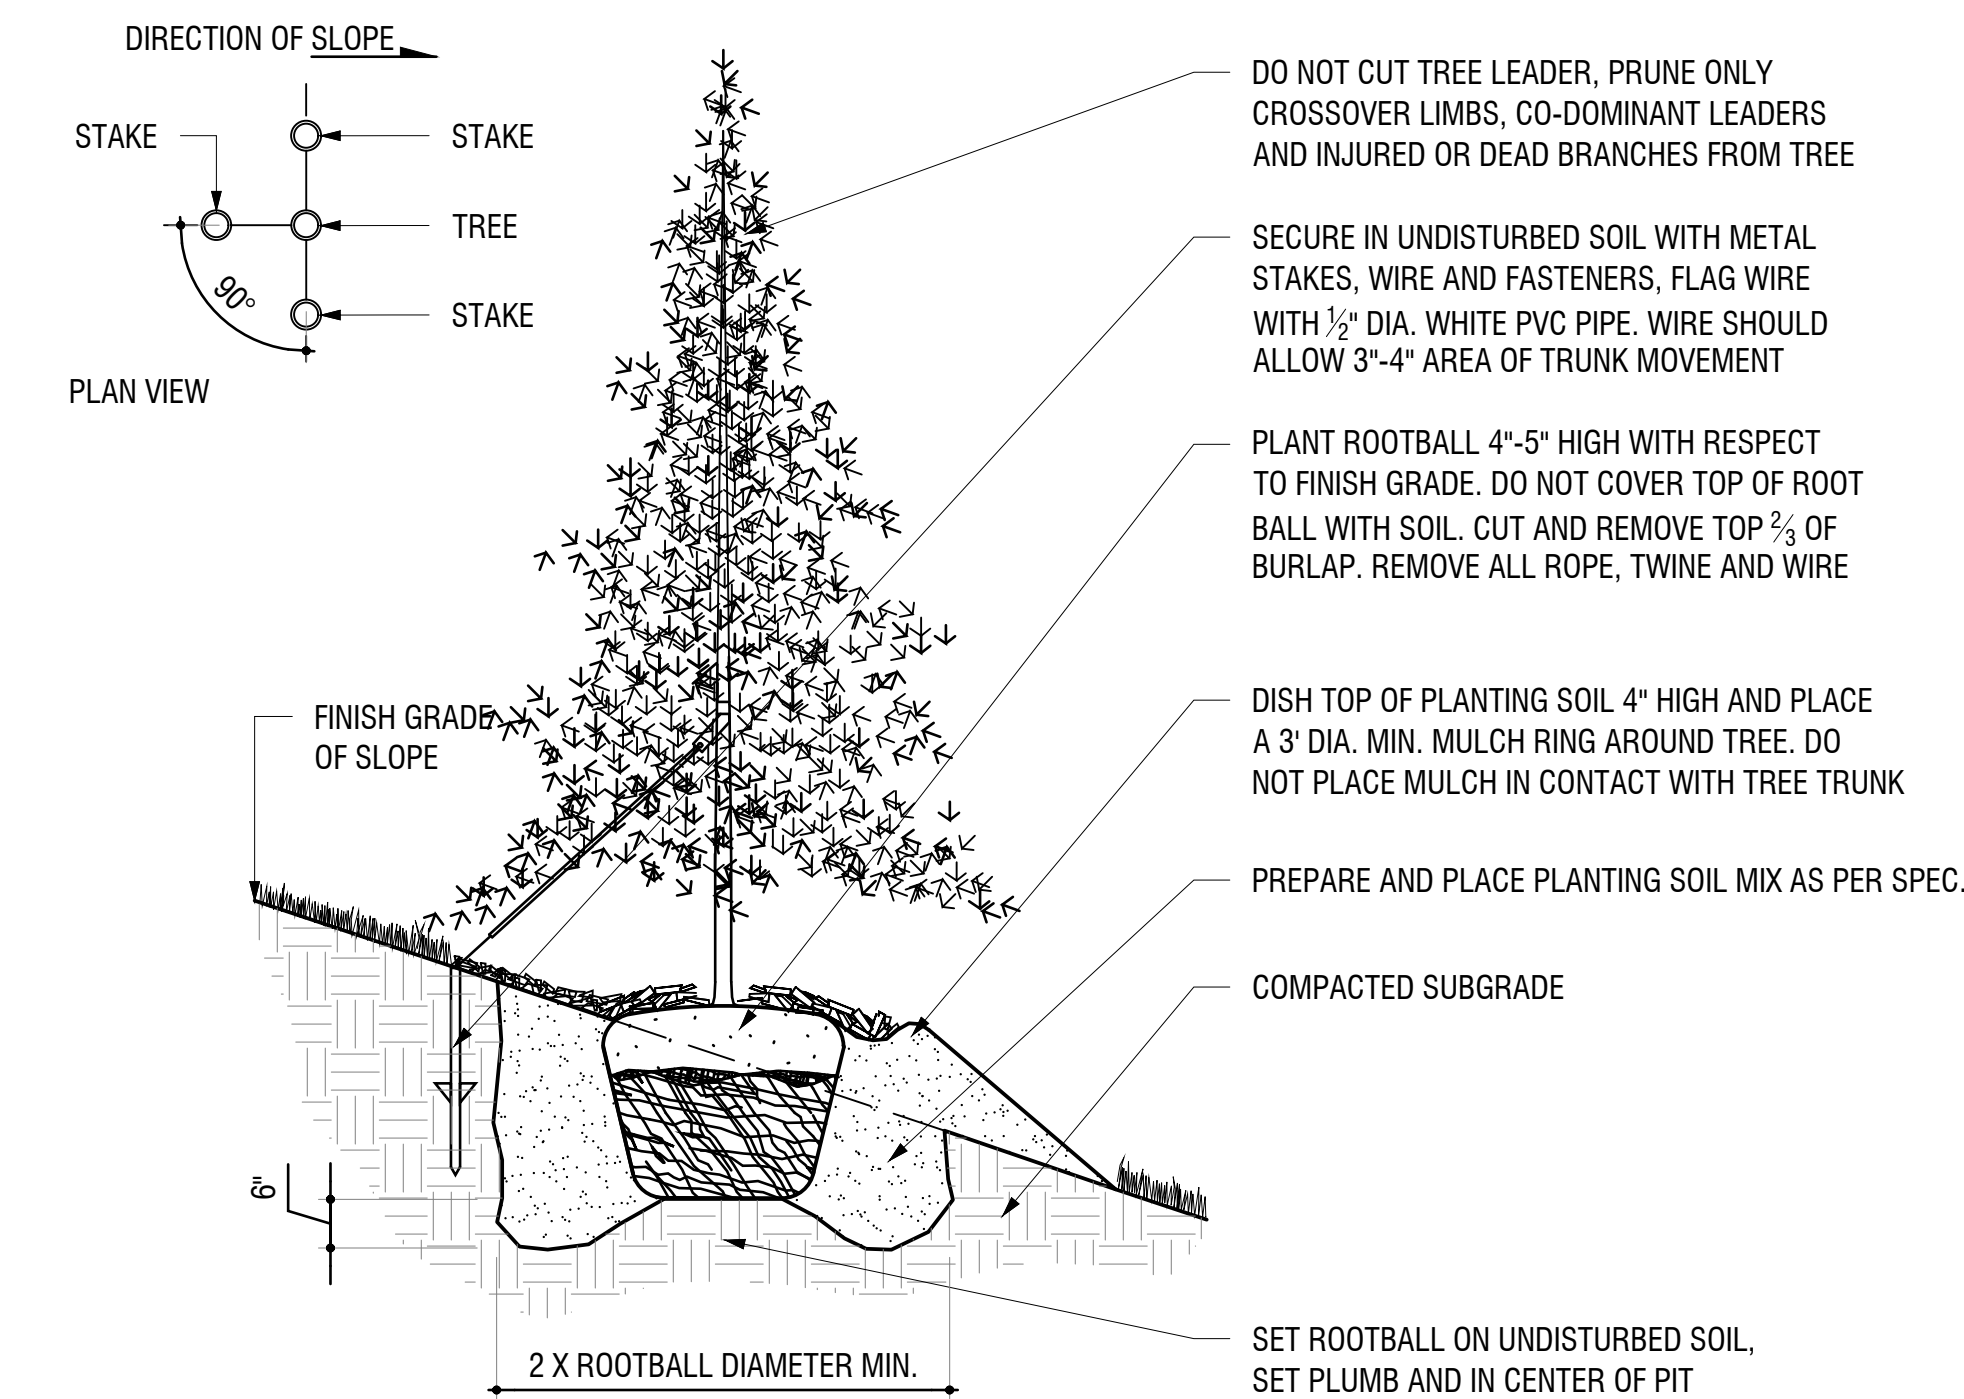 DIRECTION OF SLOPE
STAKE
STAKE
TREE
90°
STAKE
PLAN VIEW
DO NOT CUT TREE LEADER, PRUNE ONLY
CROSSOVER LIMBS, CO-DOMINANT LEADERS
AND INJURED OR DEAD BRANCHES FROM TREE
SECURE IN UNDISTURBED SOIL WITH METAL
STAKES, WIRE AND FASTENERS, FLAG WIRE
WITH 1/2" DIA. WHITE PVC PIPE. WIRE SHOULD
ALLOW 3"-4" AREA OF TRUNK MOVEMENT
PLANT ROOTBALL 4"-5" HIGH WITH RESPECT
TO FINISH GRADE. DO NOT COVER TOP OF ROOT
BALL WITH SOIL. CUT AND REMOVE TOP 2/3 OF
BURLAP. REMOVE ALL ROPE, TWINE AND WIRE
FINISH GRADE
OF SLOPE
DISH TOP OF PLANTING SOIL 4" HIGH AND PLACE
A 3' DIA. MIN. MULCH RING AROUND TREE. DO
NOT PLACE MULCH IN CONTACT WITH TREE TRUNK
PREPARE AND PLACE PLANTING SOIL MIX AS PER SPEC.
COMPACTED SUBGRADE
6"
2 X ROOTBALL DIAMETER MIN.
SET ROOTBALL ON UNDISTURBED SOIL,
SET PLUMB AND IN CENTER OF PIT